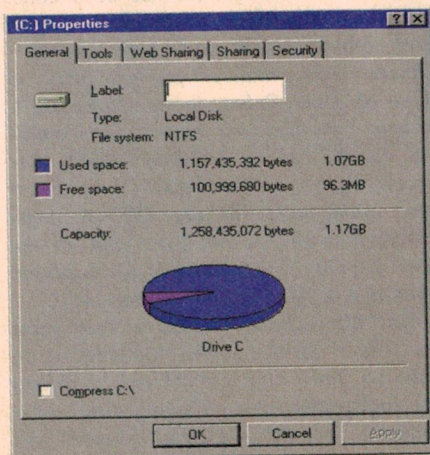 (C:) Properties
General Tools Web Sharing Sharing Security
Label:
Type: Local Disk
File system: NTFS
Used space: 1,157,435,392 bytes 1.07GB
Free space: 100,999,680 bytes 96.3MB
Capacity: 1,258,435,072 bytes 1.17GB
Drive C
Compress C:\
OK Cancel Apply